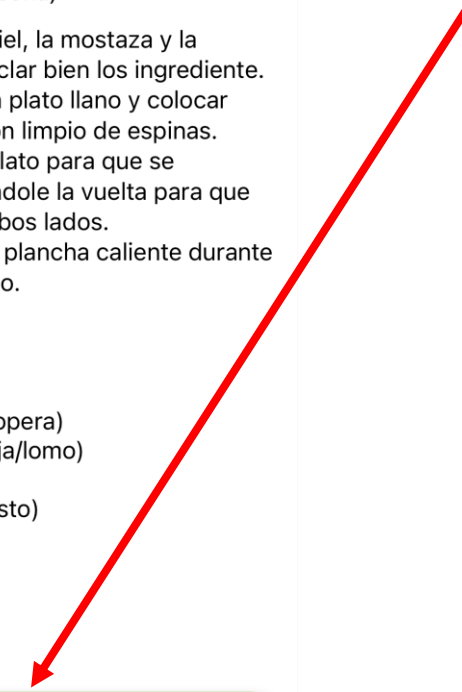 iel, la mostaza y la
clar bien los ingrediente.
plato llano y colocar
n limpio de espinas.
lato para que se
dole la vuelta para que
bos lados.
plancha caliente durante
o.
opera)
ja/lomo)
sto)